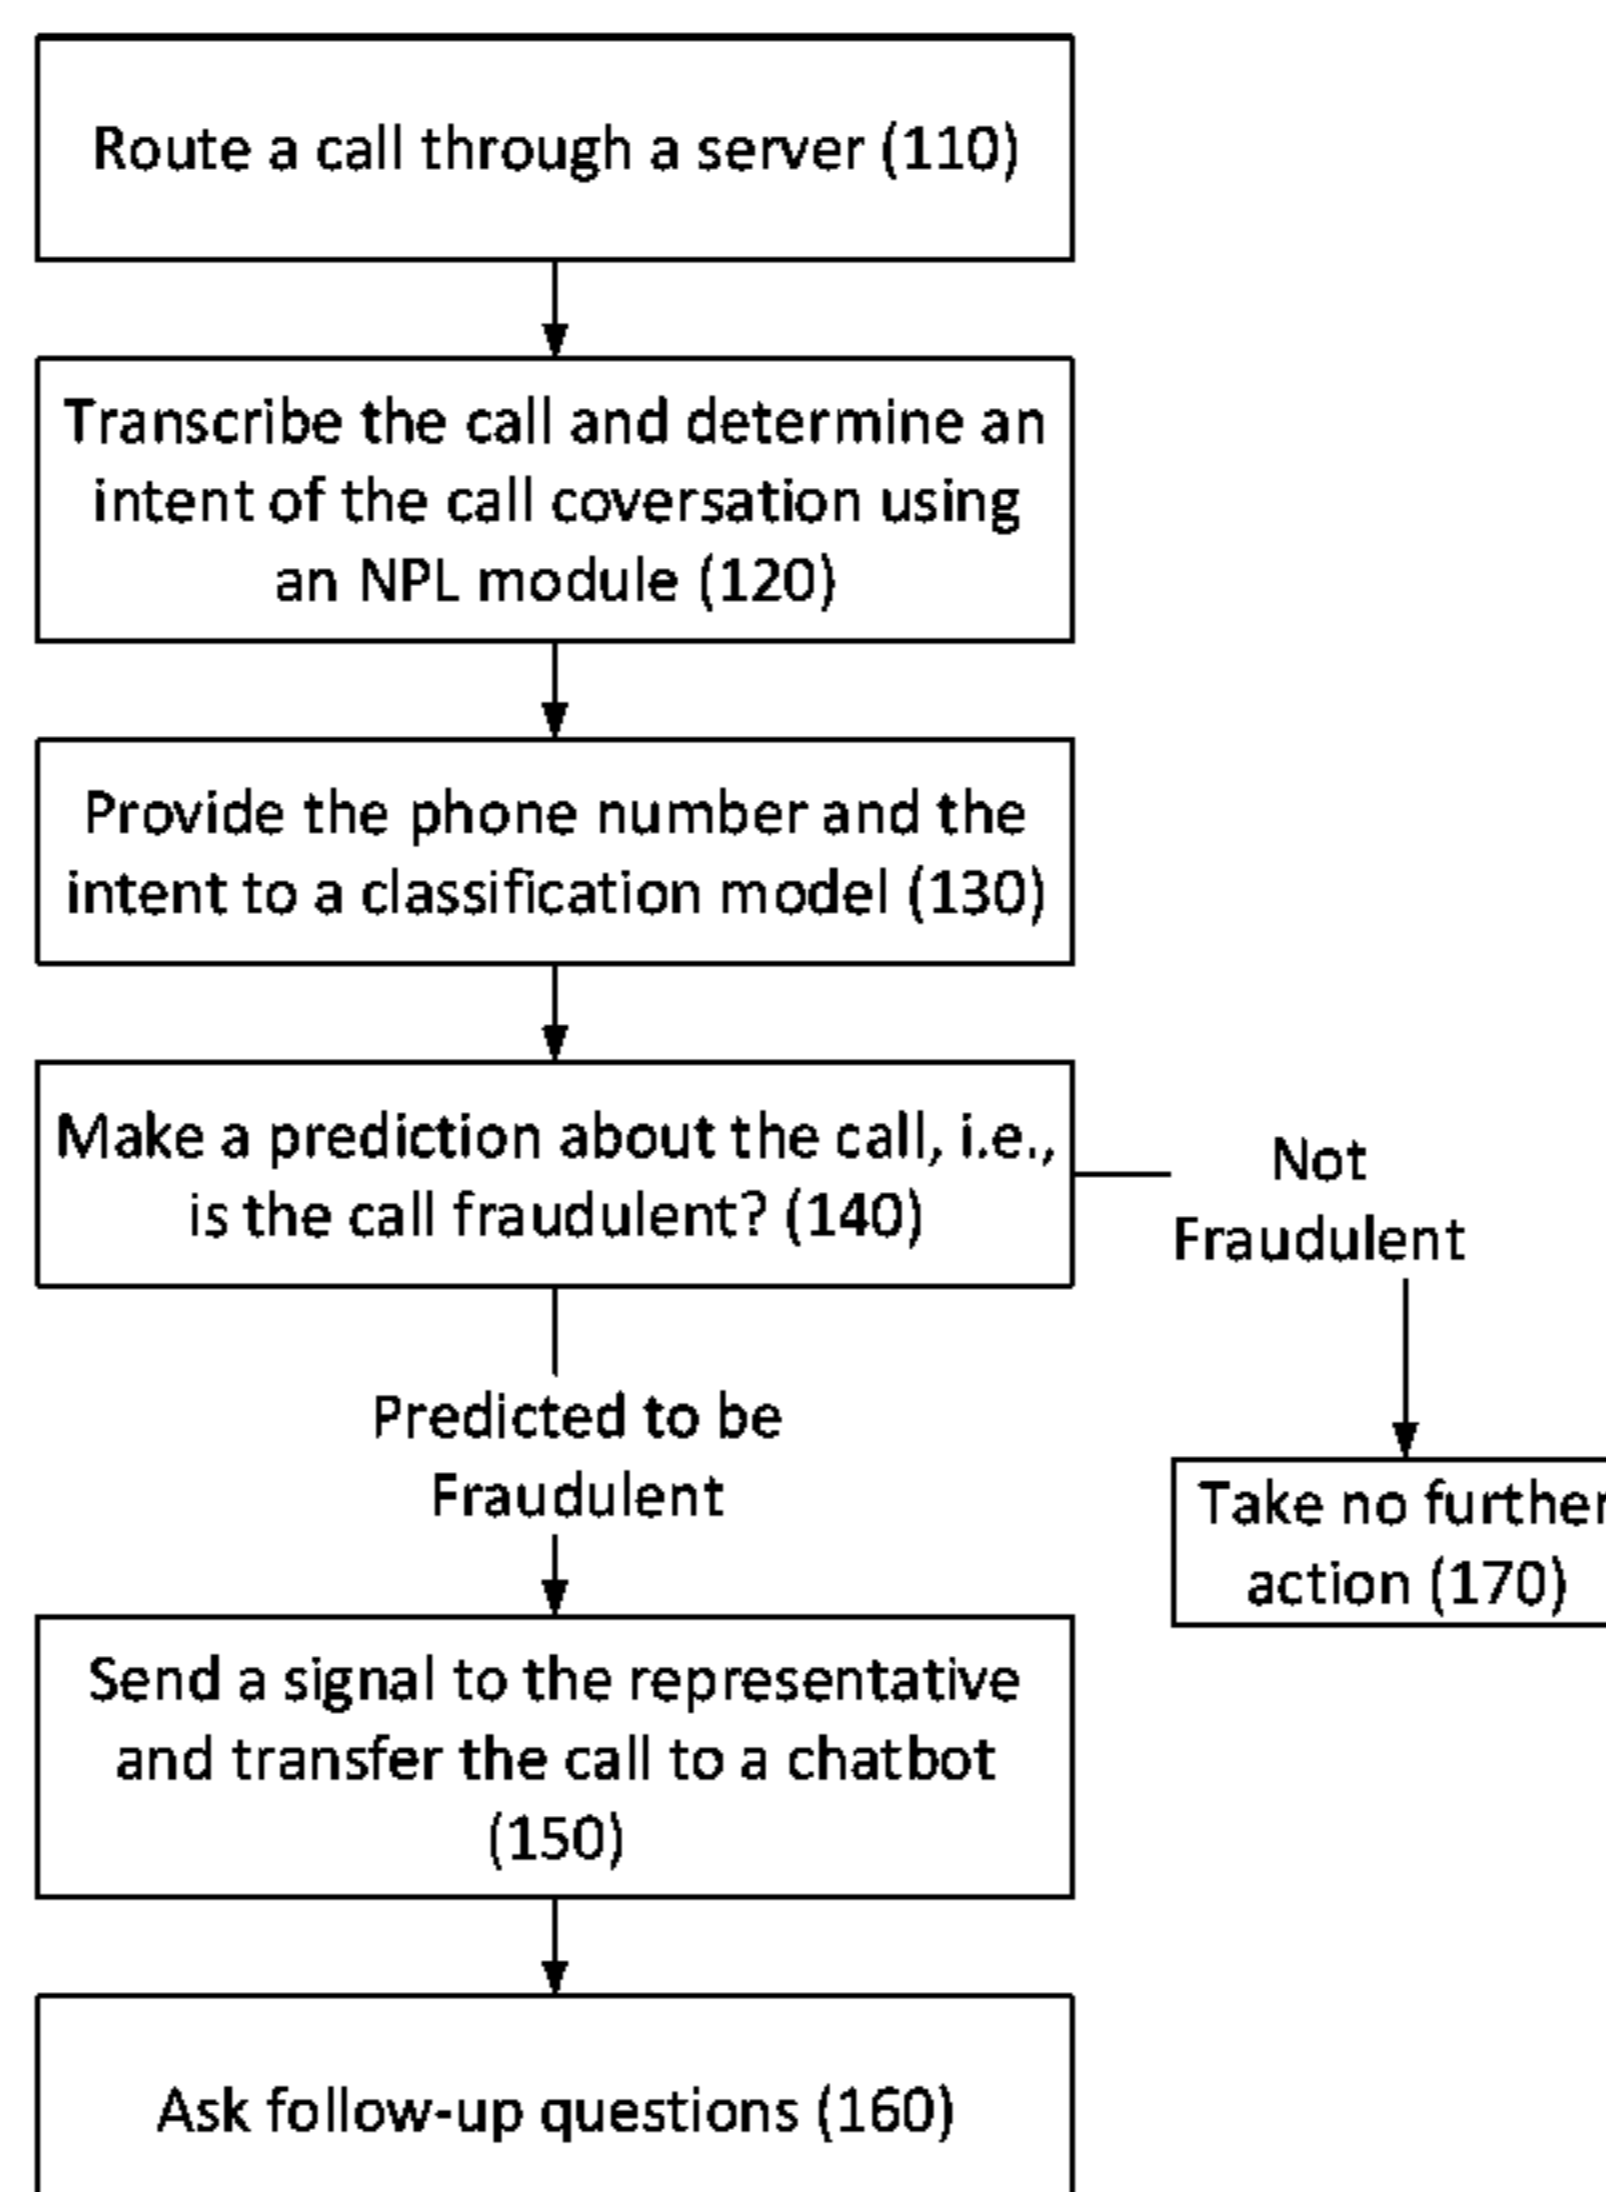 Route a call through a server (110)
Transcribe the call and determine an
intent of the call coversation using
an NPL module (120)
Provide the phone number and the
intent to a classification model (130)
Make a prediction about the call, i.e.,
is the call fraudulent? (140)
Not
Fraudulent
Predicted to be
Fraudulent
Take no further
action (170)
Send a signal to the representative
and transfer the call to a chatbot
(150)
Ask follow-up questions (160)